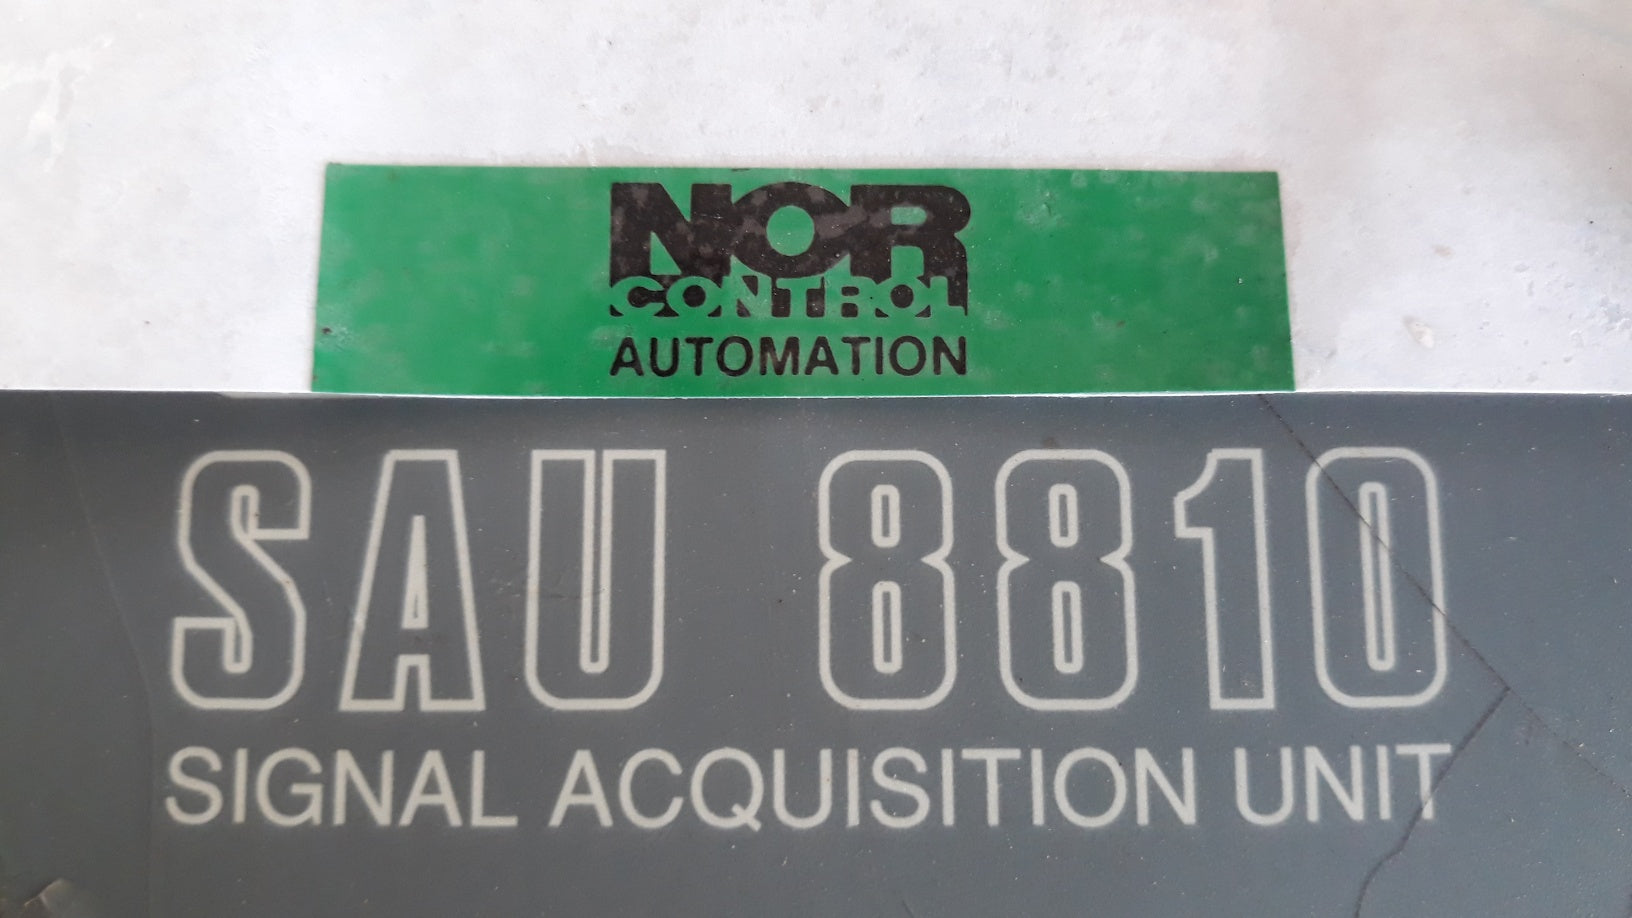 NOR
CONTROL
AUTOMATION
SAU 8810
SIGNAL ACQUISITION UNIT